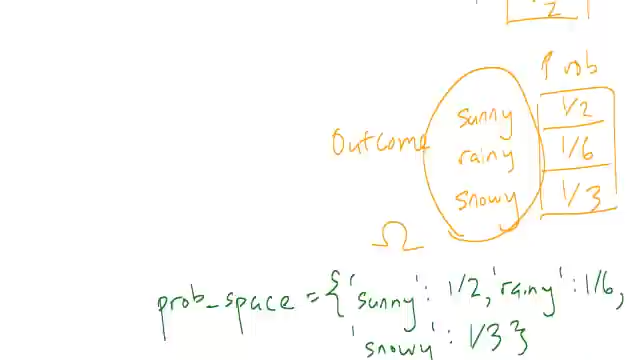 2
Prob
sunny 1/2
Outcome rainy 1/6
snowy 1/3
Ω
prob_space = {'sunny': 1/2, 'rainy': 1/6,
'snowy': 1/3}